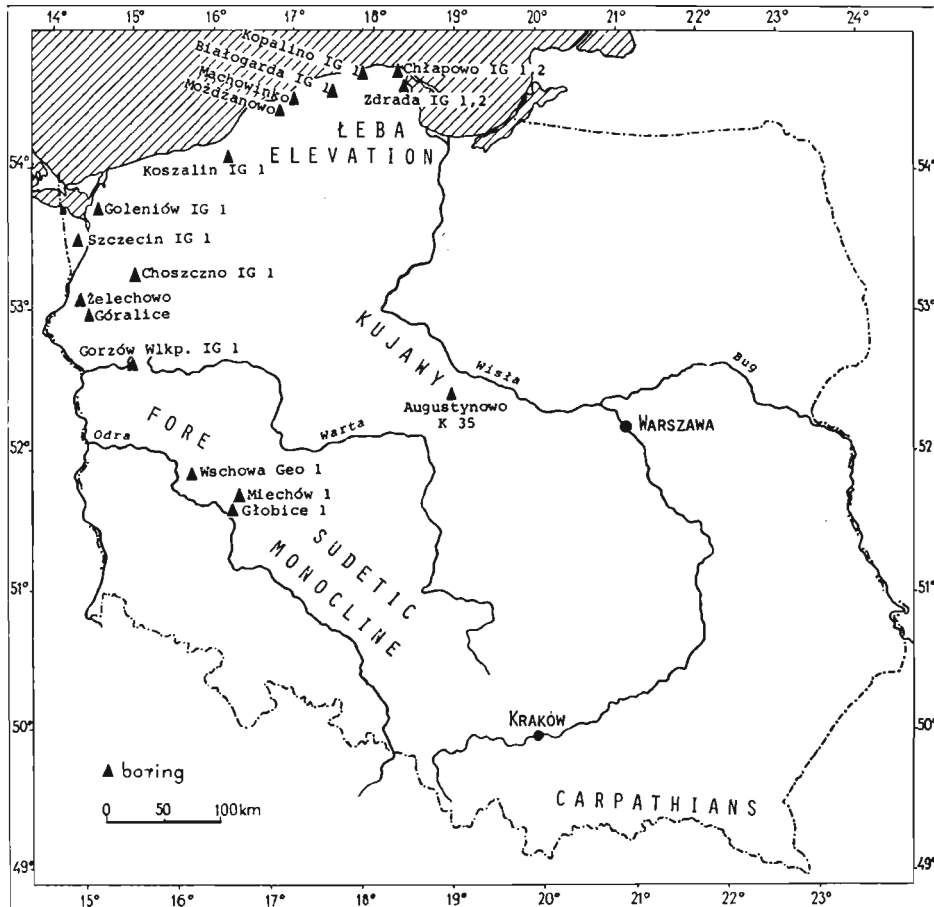 14° 15° 16° 17° 18° 19° 20° 21° 22° 23° 24°
Kopalino IG 1
Białogarda IG 1
Machowinko
Możdżanowo
Chłapowo IG 1,2
Zdrada IG 1,2
ŁEBA
ELEVATION
54° 54°
Koszalin IG 1
Goleniów IG 1
Szczecin IG 1
Choszczno IG 1
Żelechowo
Góralice
53° 53°
KUJAWY
Gorzów Wlkp. IG 1
Wisła
Bug
Augustynowo
K 35
FORE
Odra
Warta
WARSZAWA
52° 52°
Wschowa Geo 1
Miechów 1
Głobice 1
SUDETIC
MONOCLINE
51° 51°
50° 50°
KRAKÓW
boring
0 50 100km
CARPATHIANS
49° 49°
15° 16° 17° 18° 19° 20° 21° 22° 23°